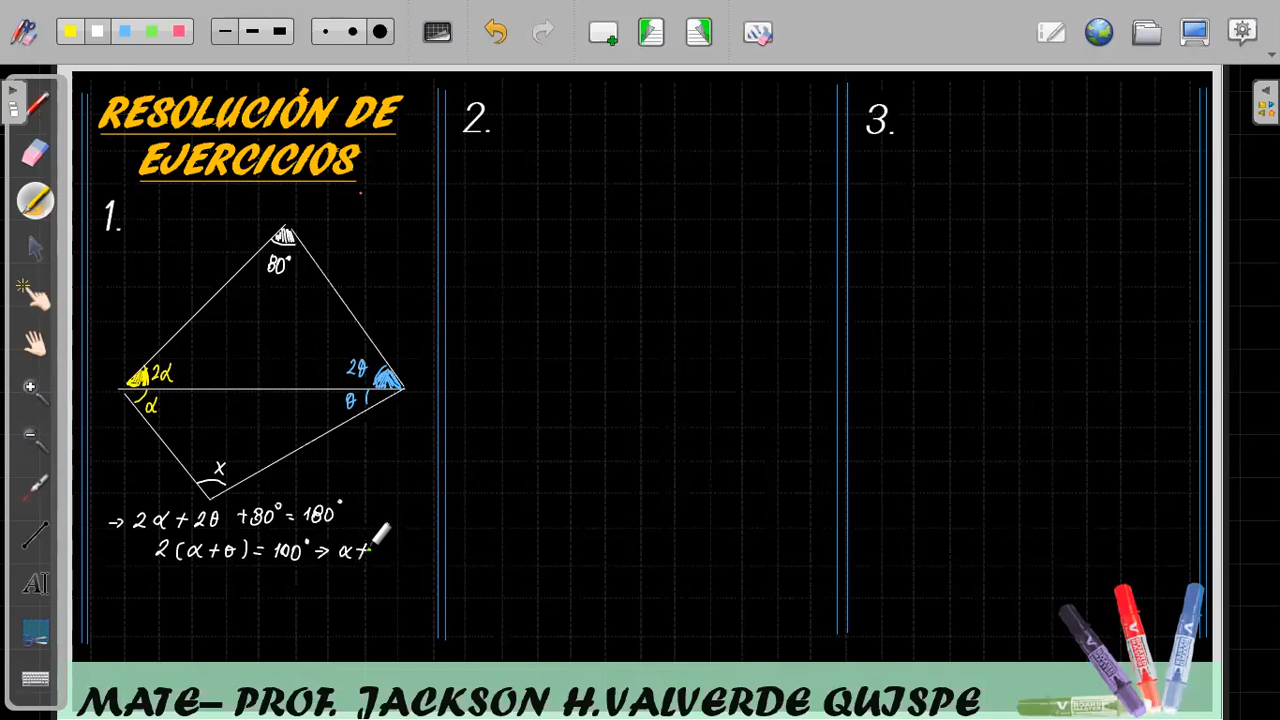 RESOLUCIÓN DE
EJERCICIOS
1.
80°
2α
2θ
α
θ
x
→ 2α + 2θ + 80° = 180°
2(α + θ) = 100° → α +
2.
3.
MATE– PROF. JACKSON H.VALVERDE QUISPE